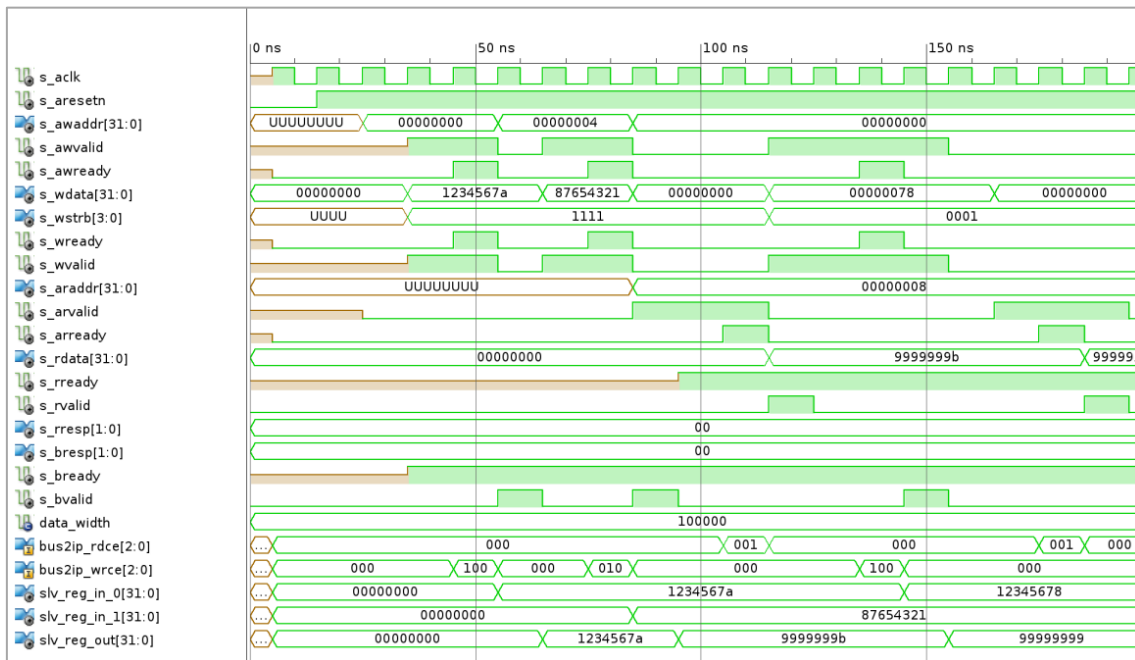 0 ns 50 ns 100 ns 150 ns
s_aclk
s_aresetn
s_awaddr[31:0] UUUUUUUU 00000000 00000004 00000000
s_awvalid
s_awready
s_wdata[31:0] 00000000 1234567a 87654321 00000000 00000078 00000000
s_wstrb[3:0] UUUU 1111 0001
s_wready
s_wvalid
s_araddr[31:0] UUUUUUUU 00000008
s_arvalid
s_arready
s_rdata[31:0] 00000000 9999999b 99999
s_rready
s_rvalid
s_rresp[1:0] 00
s_bresp[1:0] 00
s_bready
s_bvalid
data_width 100000
bus2ip_rdce[2:0] ... 000 001 000 001 000
bus2ip_wrce[2:0] ... 000 100 000 010 000 100 000
slv_reg_in_0[31:0] ... 00000000 1234567a 12345678
slv_reg_in_1[31:0] ... 00000000 87654321
slv_reg_out[31:0] ... 00000000 1234567a 9999999b 99999999